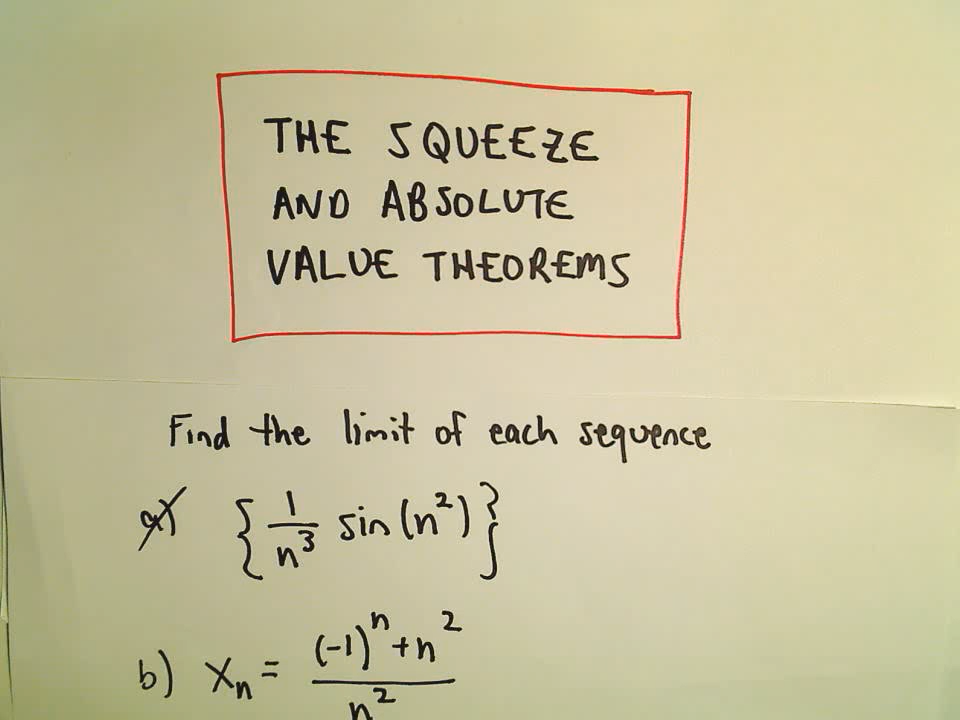 THE SQUEEZE
AND ABSOLUTE
VALUE THEOREMS
Find the limit of each sequence
a) { 1/n³ sin(n²) }
b) Xn = ((-1)ⁿ + n²) / n²